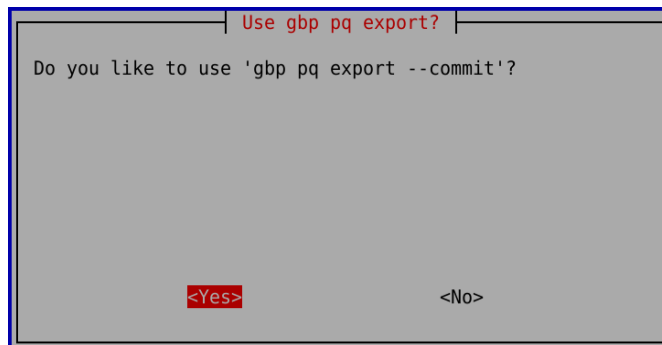 Use gbp pq export?
Do you like to use 'gbp pq export --commit'?
<Yes> <No>